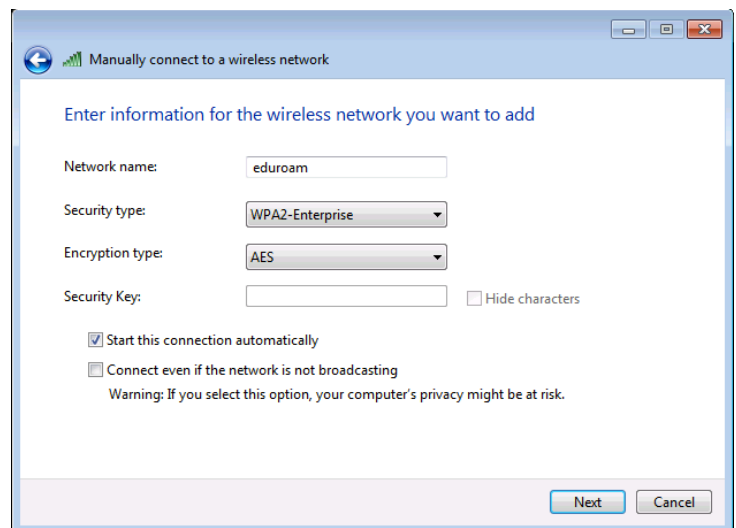 Manually connect to a wireless network
Enter information for the wireless network you want to add
Network name: eduroam
Security type: WPA2-Enterprise
Encryption type: AES
Security Key: Hide characters
Start this connection automatically
Connect even if the network is not broadcasting
Warning: If you select this option, your computer's privacy might be at risk.
Next Cancel